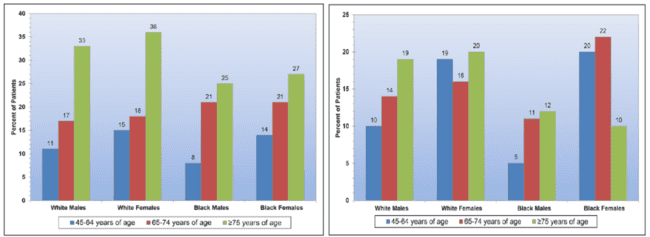 Percent of Patients
40
35
30
25
20
15
10
5
0
11 17 33
15 18 36
8 21 25
14 21 27
White Males White Females Black Males Black Females
45-64 years of age 65-74 years of age ≥75 years of age
Percent of Patients
25
20
15
10
5
0
10 14 19
19 16 20
5 11 12
20 22 10
White Males White Females Black Males Black Females
45-64 years of age 65-74 years of age ≥75 years of age